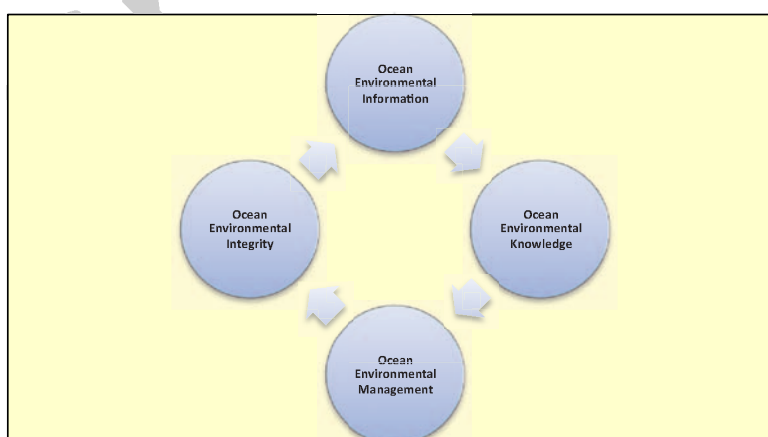 Ocean
Environmental
Information
Ocean
Environmental
Integrity
Ocean
Environmental
Knowledge
Ocean
Environmental
Management